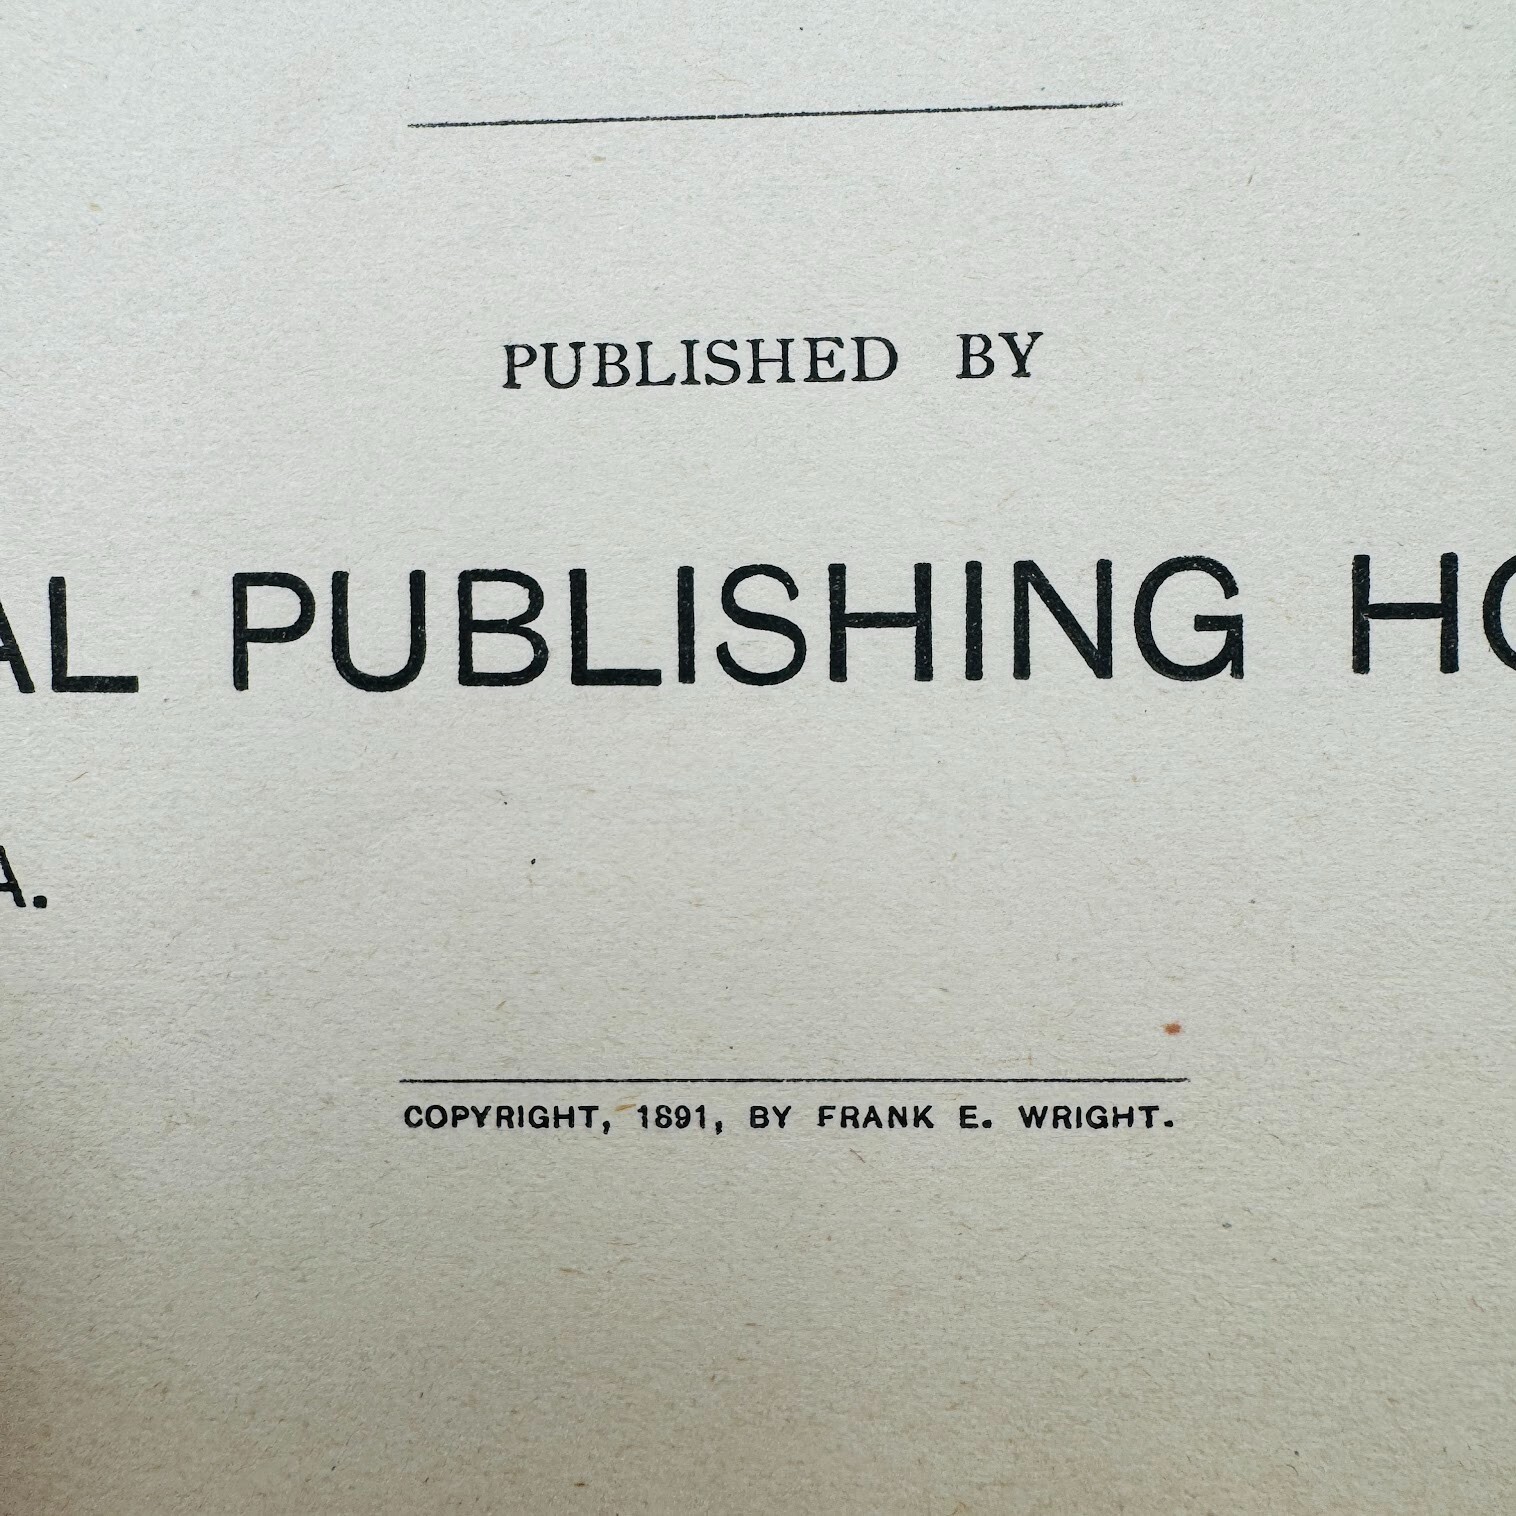 PUBLISHED BY
AL PUBLISHING HO
A.
COPYRIGHT, 1891, BY FRANK E. WRIGHT.